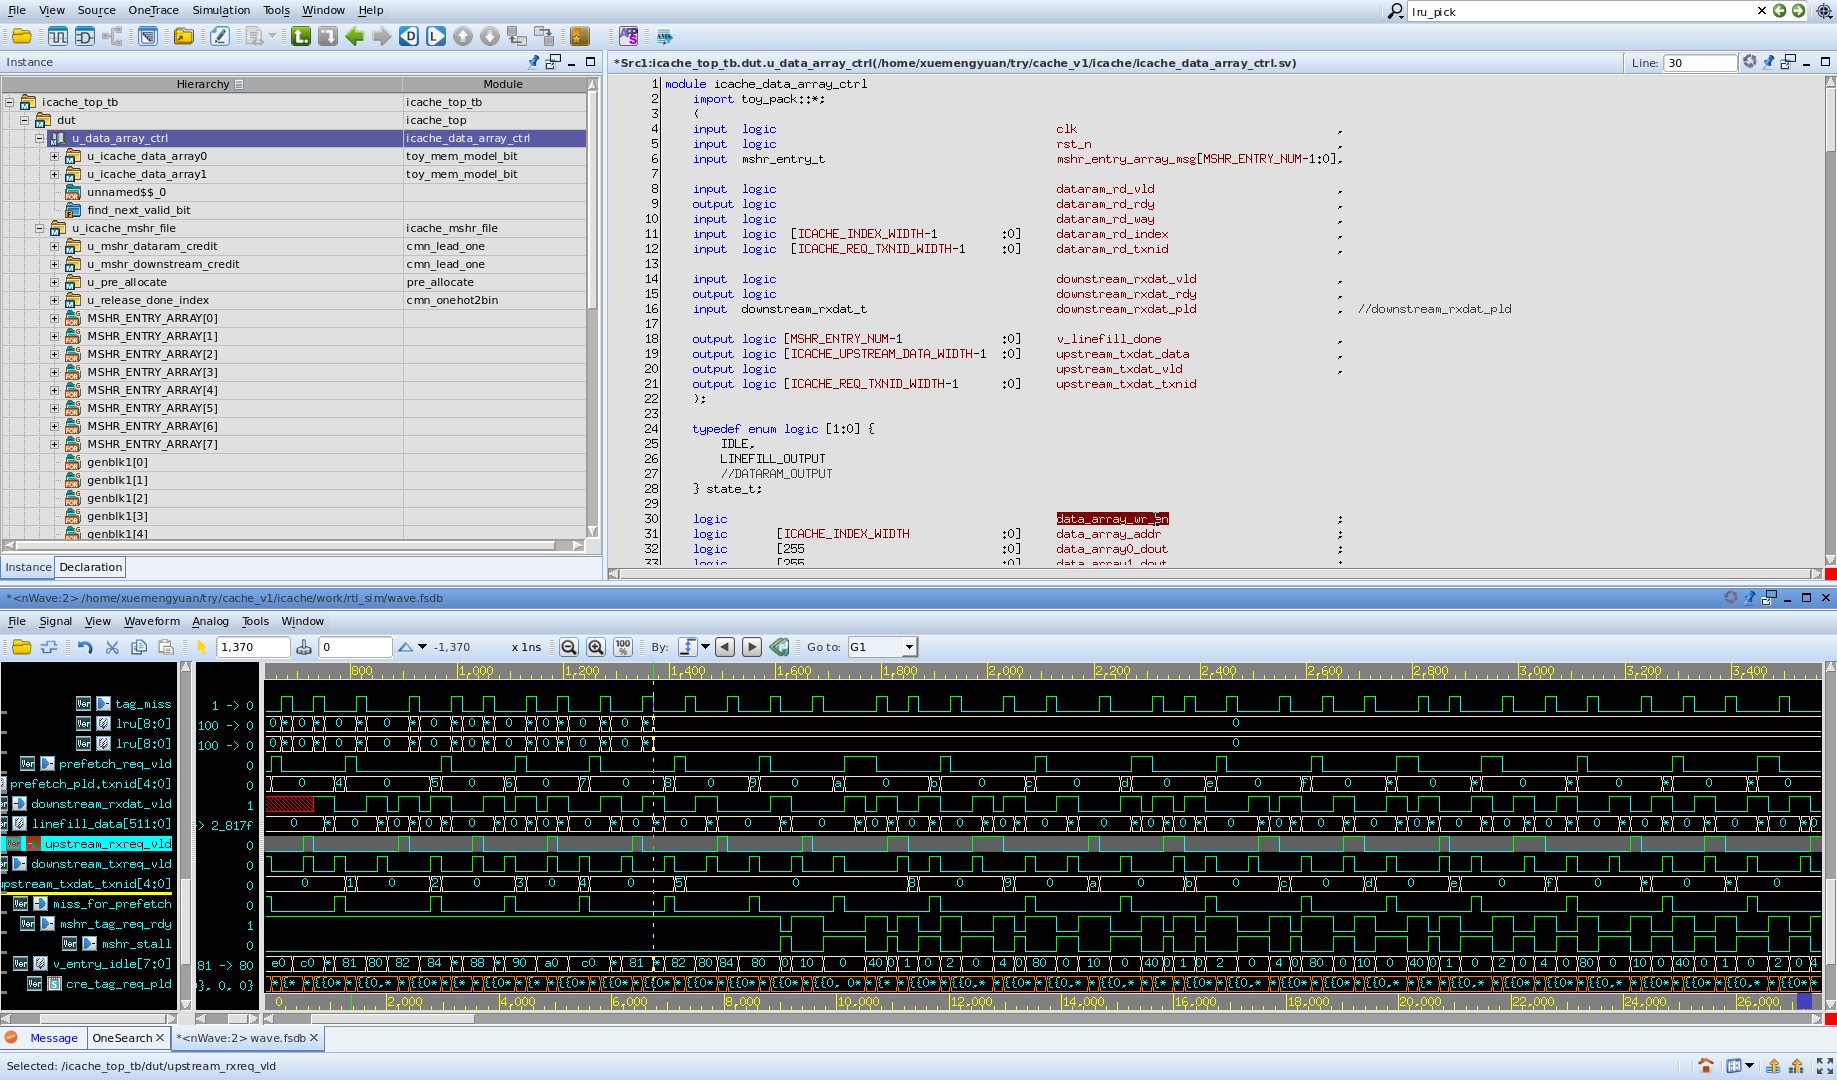 File View Source OneTrace Simulation Tools Window Help
lru_pick
Instance
*Src1:icache_top_tb.dut.u_data_array_ctrl(/home/xuemengyuan/try/cache_v1/icache/icache_data_array_ctrl.sv)
Line: 30
Hierarchy Module
icache_top_tb icache_top_tb
dut icache_top
u_data_array_ctrl icache_data_array_ctrl
u_icache_data_array0 toy_mem_model_bit
u_icache_data_array1 toy_mem_model_bit
unnamed$$_0
find_next_valid_bit
u_icache_mshr_file icache_mshr_file
u_mshr_dataram_credit cmn_lead_one
u_mshr_downstream_credit cmn_lead_one
u_pre_allocate pre_allocate
u_release_done_index cmn_onehot2bin
MSHR_ENTRY_ARRAY[0]
MSHR_ENTRY_ARRAY[1]
MSHR_ENTRY_ARRAY[2]
MSHR_ENTRY_ARRAY[3]
MSHR_ENTRY_ARRAY[4]
MSHR_ENTRY_ARRAY[5]
MSHR_ENTRY_ARRAY[6]
MSHR_ENTRY_ARRAY[7]
genblk1[0]
genblk1[1]
genblk1[2]
genblk1[3]
genblk1[4]
Instance Declaration
1 module icache_data_array_ctrl
2 import toy_pack::*;
3 (
4 input logic clk ,
5 input logic rst_n ,
6 input mshr_entry_t mshr_entry_array_msg[MSHR_ENTRY_NUM-1:0],
7
8 input logic dataram_rd_vld ,
9 output logic dataram_rd_rdy ,
10 input logic dataram_rd_way ,
11 input logic [ICACHE_INDEX_WIDTH-1 :0] dataram_rd_index ,
12 input logic [ICACHE_REQ_TXNID_WIDTH-1 :0] dataram_rd_txnid ,
13
14 input logic downstream_rxdat_vld ,
15 output logic downstream_rxdat_rdy ,
16 input downstream_rxdat_t downstream_rxdat_pld , //downstream_rxdat_pld
17
18 output logic [MSHR_ENTRY_NUM-1 :0] v_linefill_done ,
19 output logic [ICACHE_UPSTREAM_DATA_WIDTH-1 :0] upstream_txdat_data ,
20 output logic upstream_txdat_vld ,
21 output logic [ICACHE_REQ_TXNID_WIDTH-1 :0] upstream_txdat_txnid
22 );
23
24 typedef enum logic [1:0] {
25 IDLE,
26 LINEFILL_OUTPUT
27 //DATARAM_OUTPUT
28 } state_t;
29
30 logic data_array_wr_en ;
31 logic [ICACHE_INDEX_WIDTH :0] data_array_addr ;
32 logic [255 :0] data_array0_dout ;
33 logic [255 :0] data_array1_dout ;
*<nWave:2> /home/xuemengyuan/try/cache_v1/icache/work/rtl_sim/wave.fsdb
File Signal View Waveform Analog Tools Window
1,370 0 -1,370 x 1ns 100% By: Go to: G1
800 1,000 1,200 1,400 1,600 1,800 2,000 2,200 2,400 2,600 2,800 3,000 3,200 3,400
tag_miss 1 -> 0
lru[8:0] 100 -> 0
lru[8:0] 100 -> 0
prefetch_req_vld 0
prefetch_pld.txnid[4:0] 0
downstream_rxdat_vld 1
linefill_data[511:0] > 2_817f
upstream_rxreq_vld 0
downstream_txreq_vld 0
upstream_txdat_txnid[4:0] 0
miss_for_prefetch 0
mshr_tag_req_rdy 1
mshr_stall 0
v_entry_idle[7:0] 81 -> 80
cre_tag_req_pld }, 0, 0}
0 2,000 4,000 6,000 8,000 10,000 12,000 14,000 16,000 18,000 20,000 22,000 24,000 26,000
Message OneSearch *<nWave:2> wave.fsdb
Selected: /icache_top_tb/dut/upstream_rxreq_vld